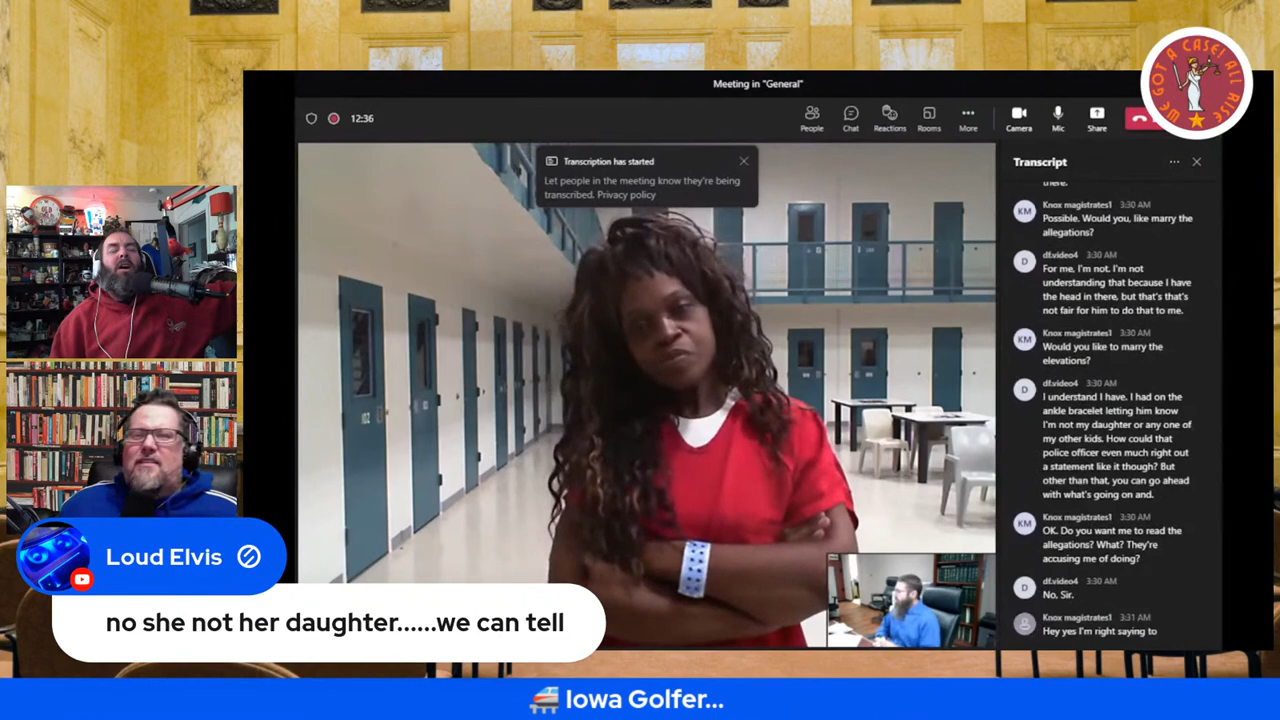 Meeting in "General"
12:36
People
Chat
Reactions
Rooms
More
Camera
Mic
Share
WE GOT A CASE! ALL RISE
Transcription has started
Let people in the meeting know they're being
transcribed. Privacy policy
Transcript
there.
KM
Knox magistrates1 3:30 AM
Possible. Would you, like marry the
allegations?
D
df.video4 3:30 AM
For me, I'm not. I'm not
understanding that because I have
the head in there, but that's that's
not fair for him to do that to me.
KM
Knox magistrates1 3:30 AM
Would you like to marry the
elevations?
D
df.video4 3:30 AM
I understand I have. I had on the
ankle bracelet letting him know
I'm not my daughter or any one of
my other kids. How could that
police officer even much right out
a statement like it though? But
other than that, you can go ahead
with what's going on and.
KM
Knox magistrates1 3:30 AM
OK. Do you want me to read the
allegations? What? They're
accusing me of doing?
D
df.video4 3:30 AM
No, Sir.
Knox magistrates1 3:31 AM
Hey yes I'm right saying to
102
Loud Elvis
no she not her daughter......we can tell
Iowa Golfer...